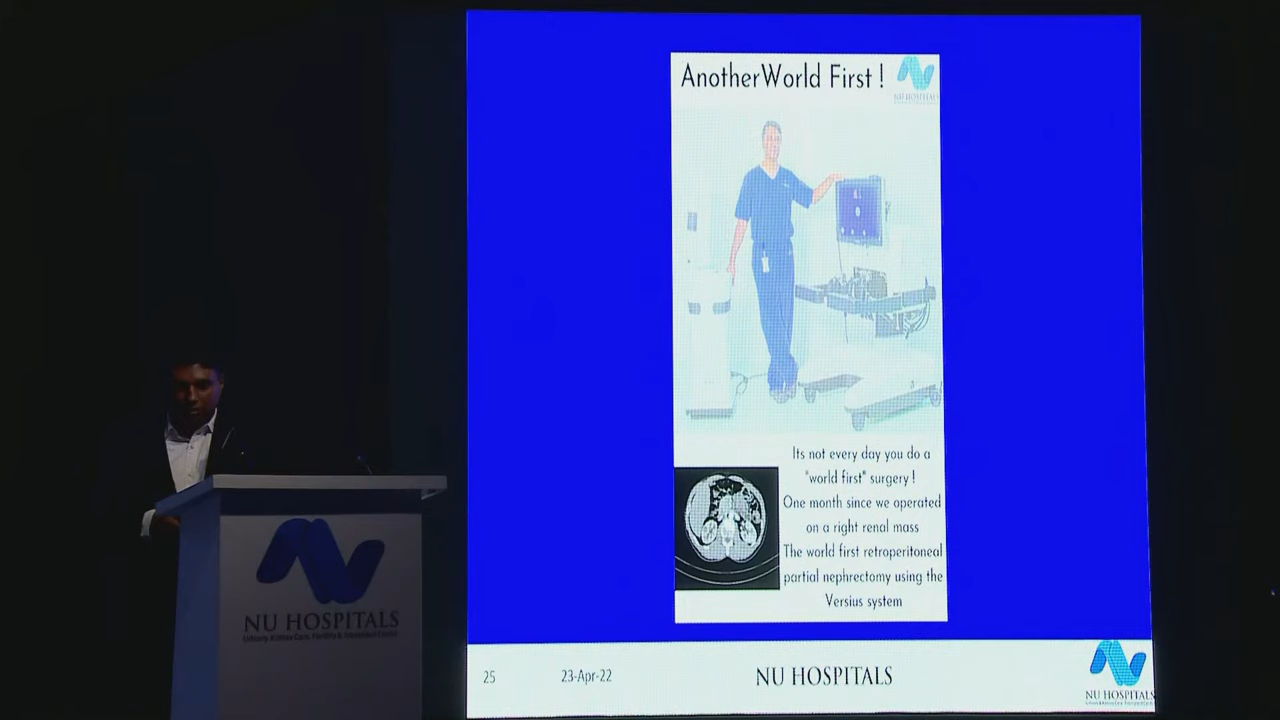 AnotherWorld First !
NU HOSPITALS
Its not every day you do a
"world first" surgery !
One month since we operated
on a right renal mass
The world first retroperitoneal
partial nephrectomy using the
Versius system
25
23-Apr-22
NU HOSPITALS
NU HOSPITALS
NU HOSPITALS